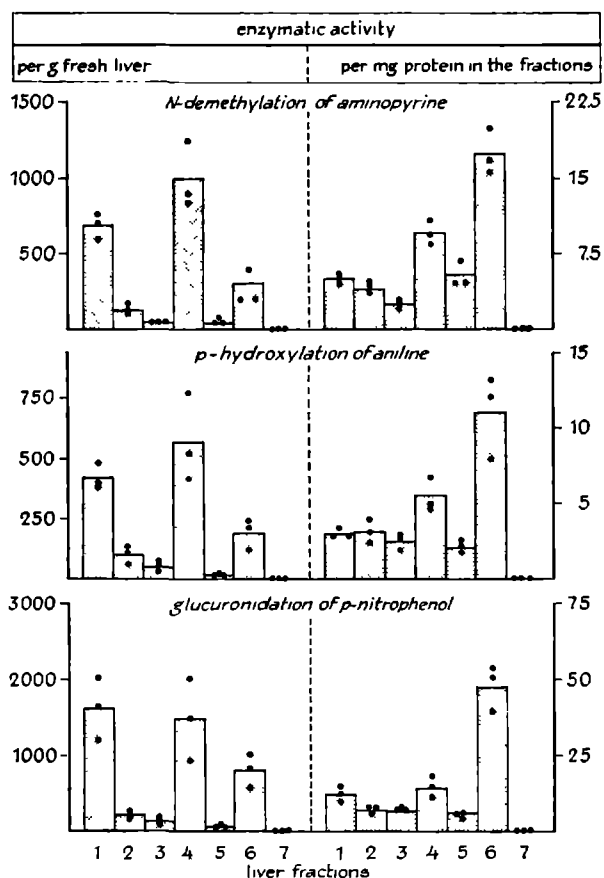 enzymatic activity
per g fresh liver
per mg protein in the fractions
N-demethylation of aminopyrine
1500
1000
500
22.5
15
7.5
p-hydroxylation of aniline
750
500
250
15
10
5
glucuronidation of p-nitrophenol
3000
2000
1000
75
50
25
1 2 3 4 5 6 7 1 2 3 4 5 6 7
liver fractions